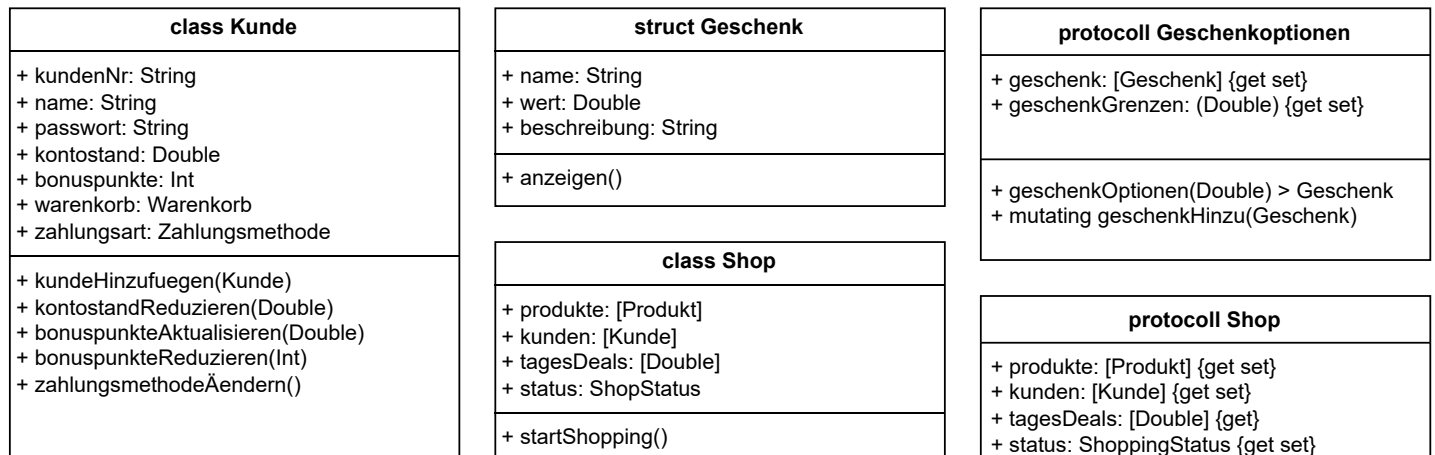 class Kunde
+ kundenNr: String
+ name: String
+ passwort: String
+ kontostand: Double
+ bonuspunkte: Int
+ warenkorb: Warenkorb
+ zahlungsart: Zahlungsmethode
+ kundeHinzufuegen(Kunde)
+ kontostandReduzieren(Double)
+ bonuspunkteAktualisieren(Double)
+ bonuspunkteReduzieren(Int)
+ zahlungsmethodeÄendern()
struct Geschenk
+ name: String
+ wert: Double
+ beschreibung: String
+ anzeigen()
class Shop
+ produkte: [Produkt]
+ kunden: [Kunde]
+ tagesDeals: [Double]
+ status: ShopStatus
+ startShopping()
protocoll Geschenkoptionen
+ geschenk: [Geschenk] {get set}
+ geschenkGrenzen: (Double) {get set}
+ geschenkOptionen(Double) > Geschenk
+ mutating geschenkHinzu(Geschenk)
protocoll Shop
+ produkte: [Produkt] {get set}
+ kunden: [Kunde] {get set}
+ tagesDeals: [Double] {get}
+ status: ShoppingStatus {get set}